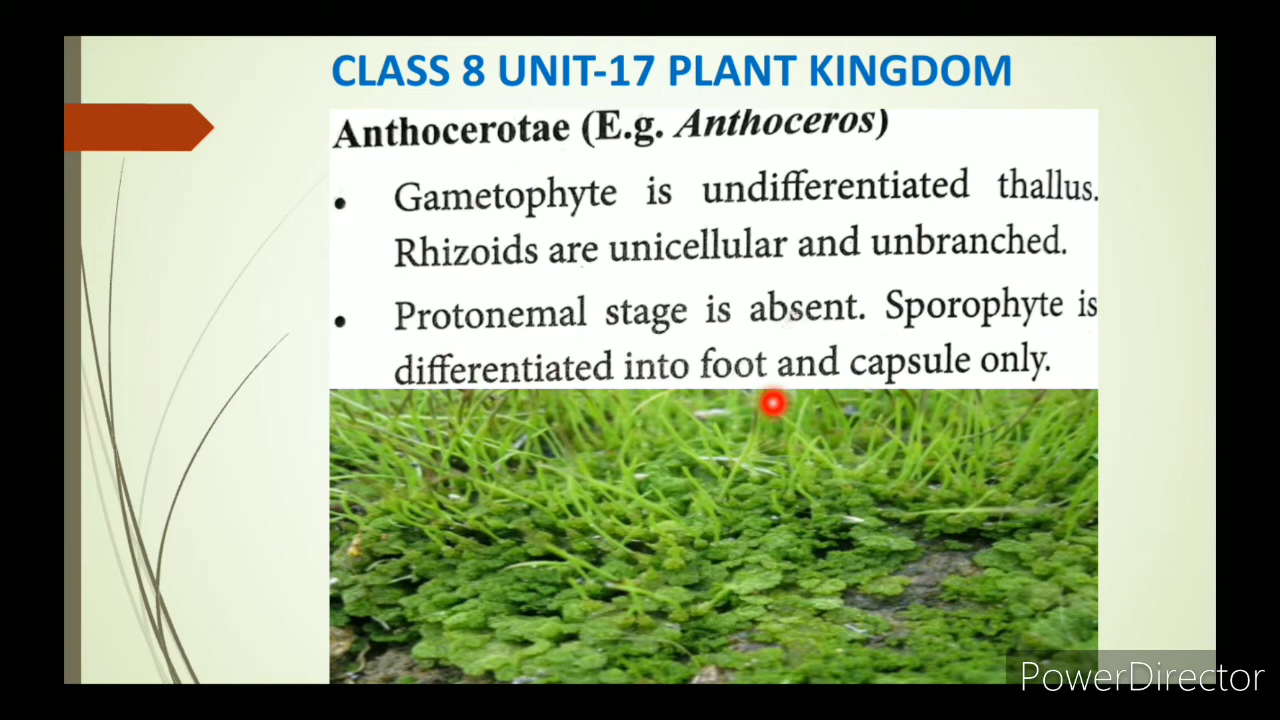 CLASS 8 UNIT-17 PLANT KINGDOM
Anthocerotae (E.g. Anthoceros)
• Gametophyte is undifferentiated thallus.
Rhizoids are unicellular and unbranched.
• Protonemal stage is absent. Sporophyte is
differentiated into foot and capsule only.
PowerDirector